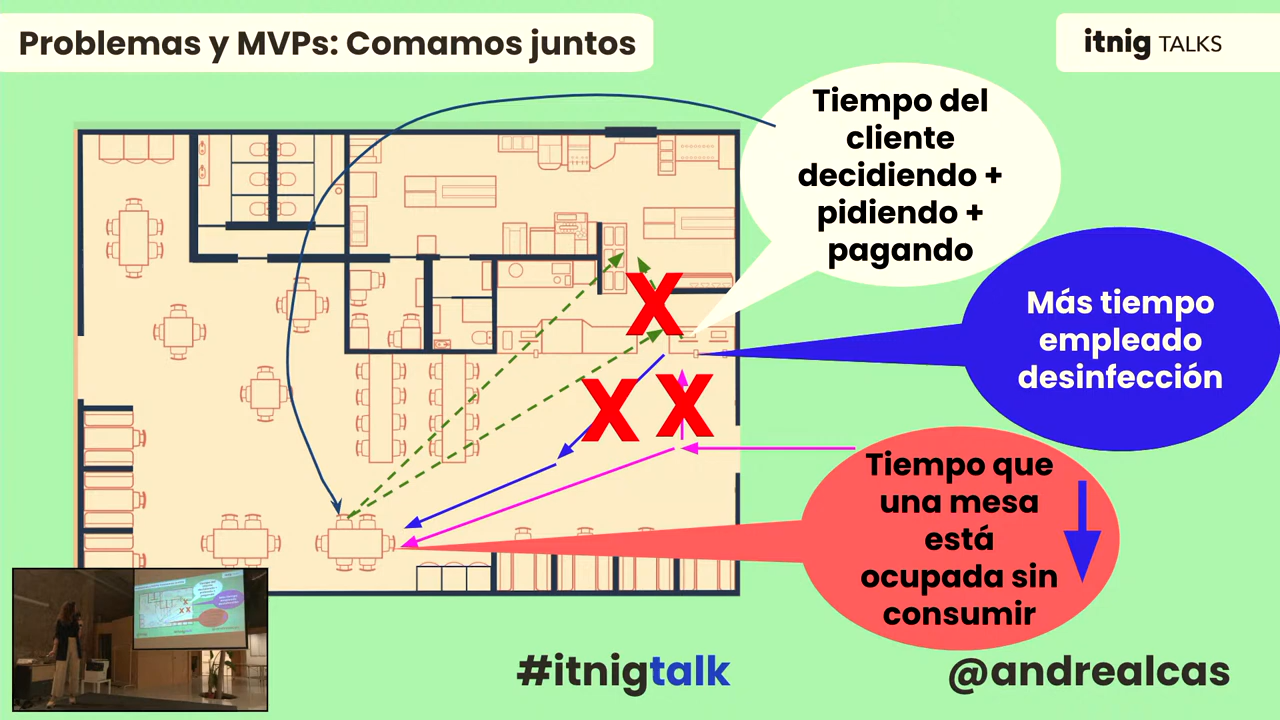 Problemas y MVPs: Comamos juntos
itnig TALKS
Tiempo del
cliente
decidiendo +
pidiendo +
pagando
Más tiempo
empleado
desinfección
X
X X
Tiempo que
una mesa
está
ocupada sin
consumir
#itnigtalk
@andrealcas